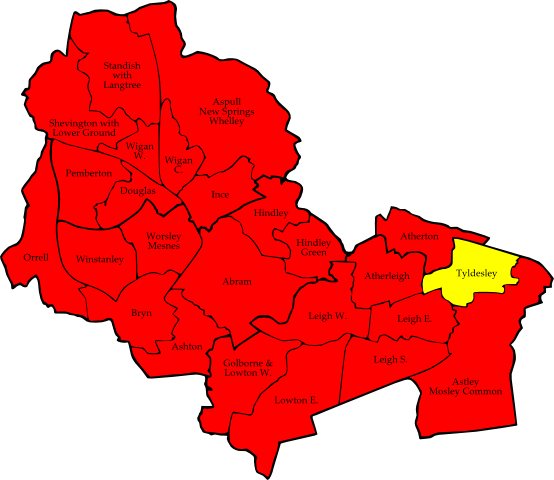 Standish
with
Langtree
Aspull
New Springs
Whelley
Shevington with
Lower Ground
Wigan
W.
Wigan
C.
Pemberton
Douglas
Ince
Hindley
Atherton
Worsley
Mesnes
Hindley
Green
Orrell
Winstanley
Atherleigh
Tyldesley
Abram
Bryn
Leigh W.
Leigh E.
Ashton
Golborne &
Lowton W
Leigh S.
Astley
Mosley Common
Lowton E.